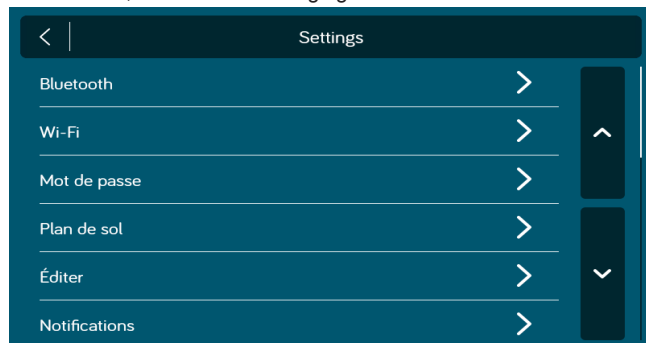 Settings
Bluetooth
Wi-Fi
Mot de passe
Plan de sol
Éditer
Notifications